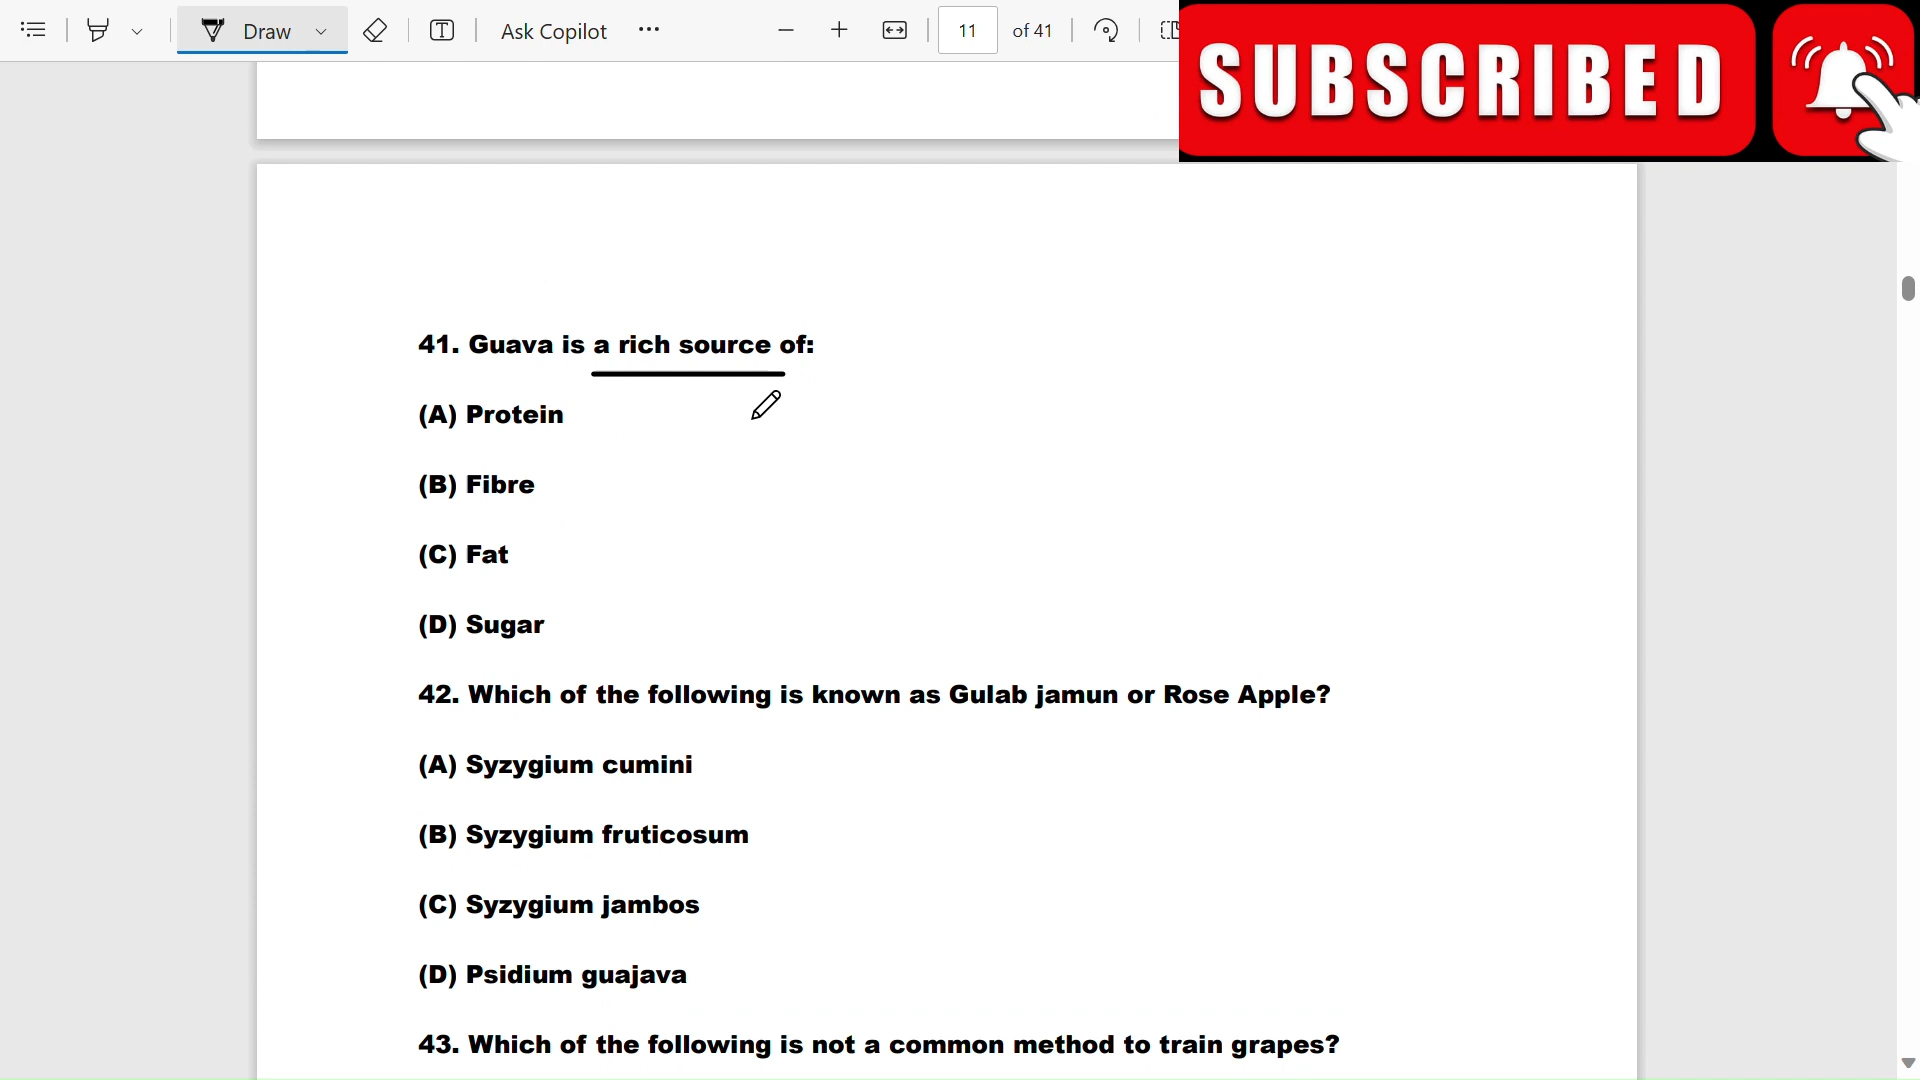 Draw
Ask Copilot
11 of 41
SUBSCRIBED
41. Guava is a rich source of:
(A) Protein
(B) Fibre
(C) Fat
(D) Sugar
42. Which of the following is known as Gulab jamun or Rose Apple?
(A) Syzygium cumini
(B) Syzygium fruticosum
(C) Syzygium jambos
(D) Psidium guajava
43. Which of the following is not a common method to train grapes?